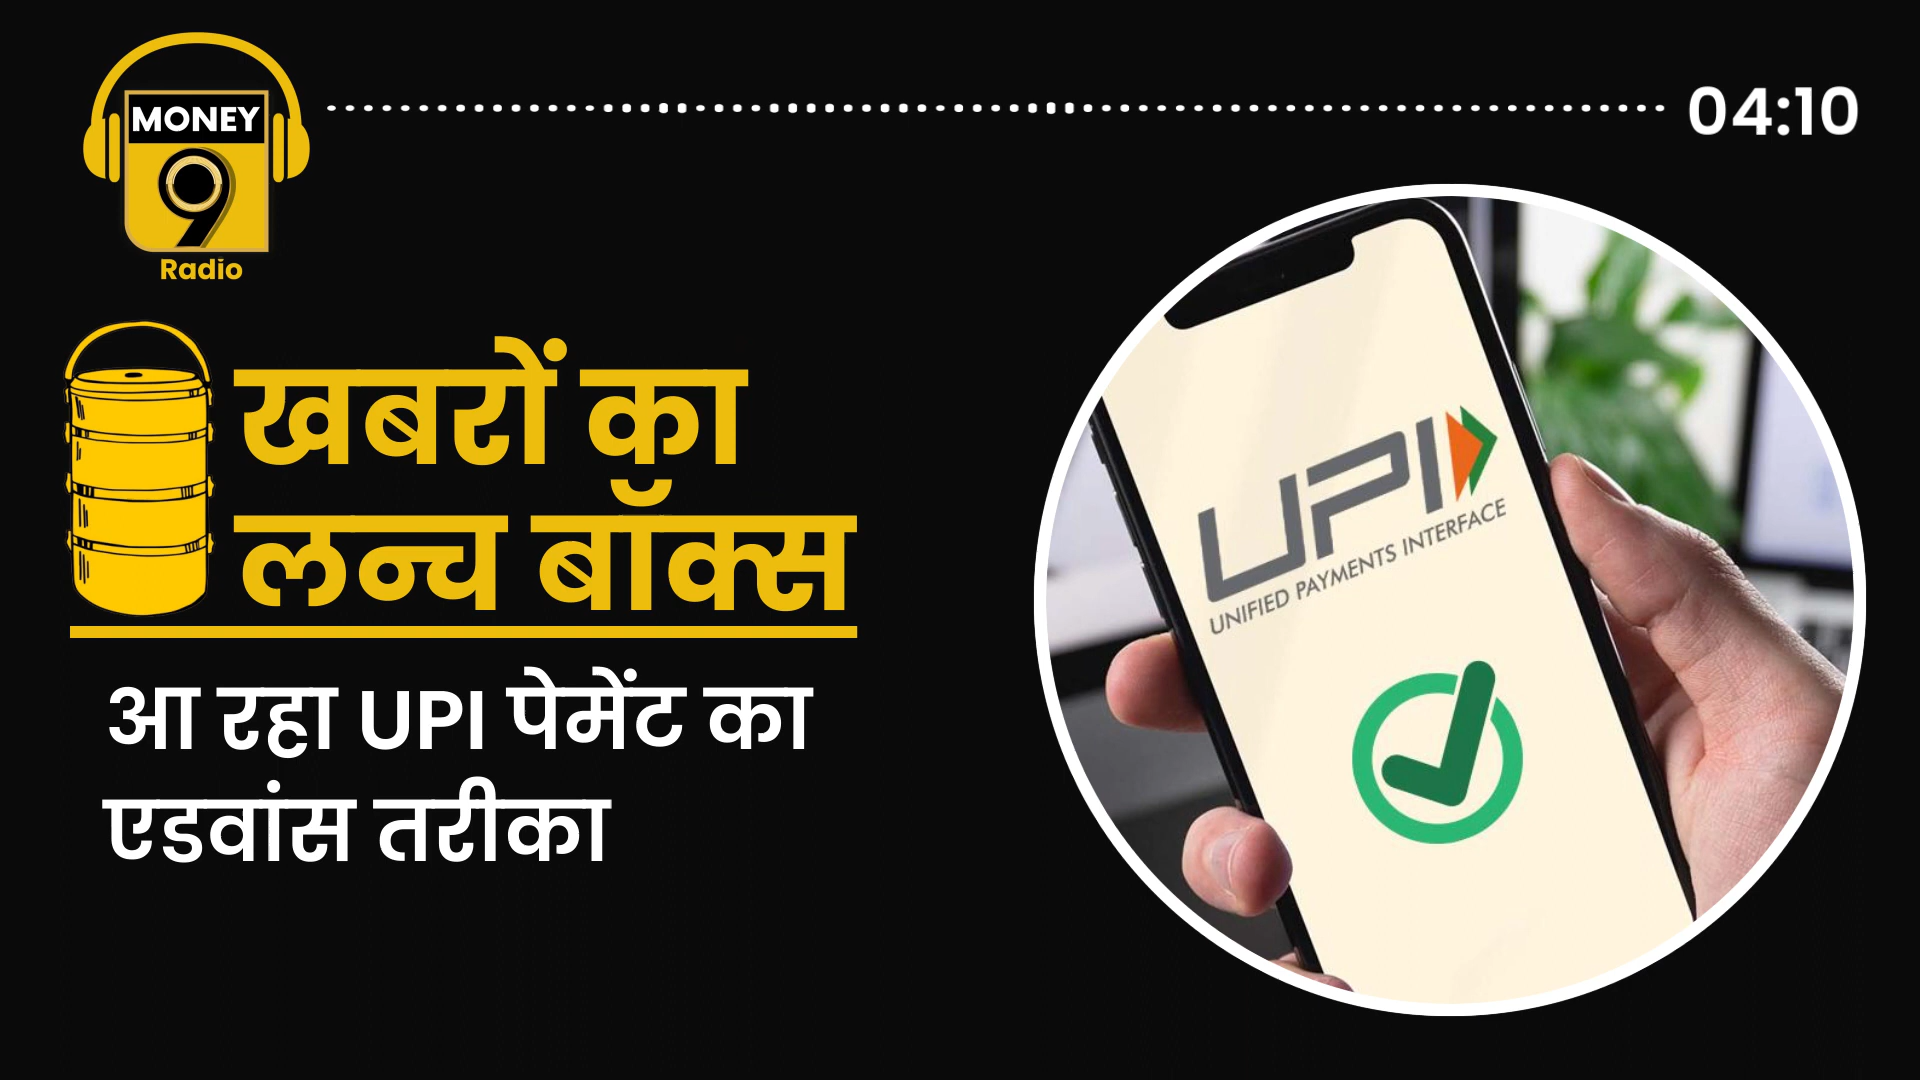 MONEY
9
Radio
04:10
खबरों का
लन्च बॉक्स
आ रहा UPI पेमेंट का
एडवांस तरीका
UPI
UNIFIED PAYMENTS INTERFACE